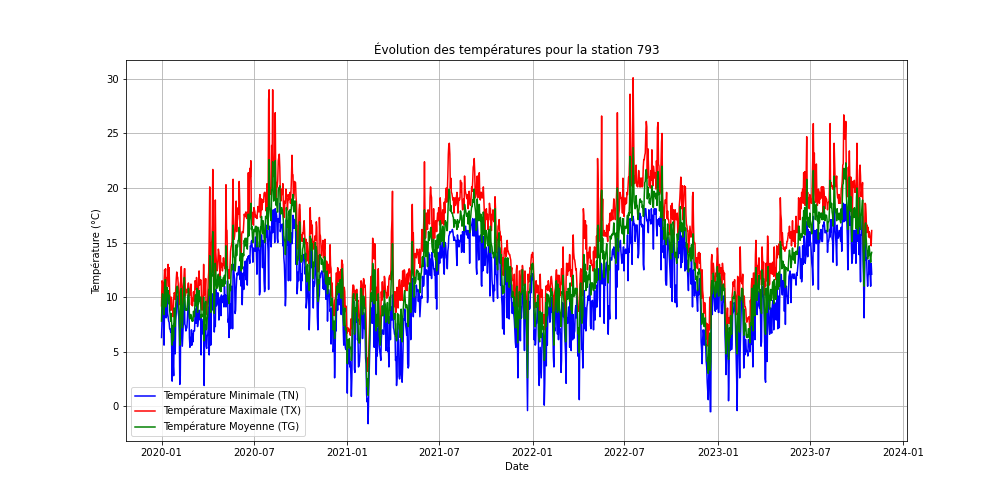 Évolution des températures pour la station 793
30
25
20
15
10
5
0
Température (°C)
Température Minimale (TN)
Température Maximale (TX)
Température Moyenne (TG)
2020-01
2020-07
2021-01
2021-07
2022-01
2022-07
2023-01
2023-07
2024-01
Date